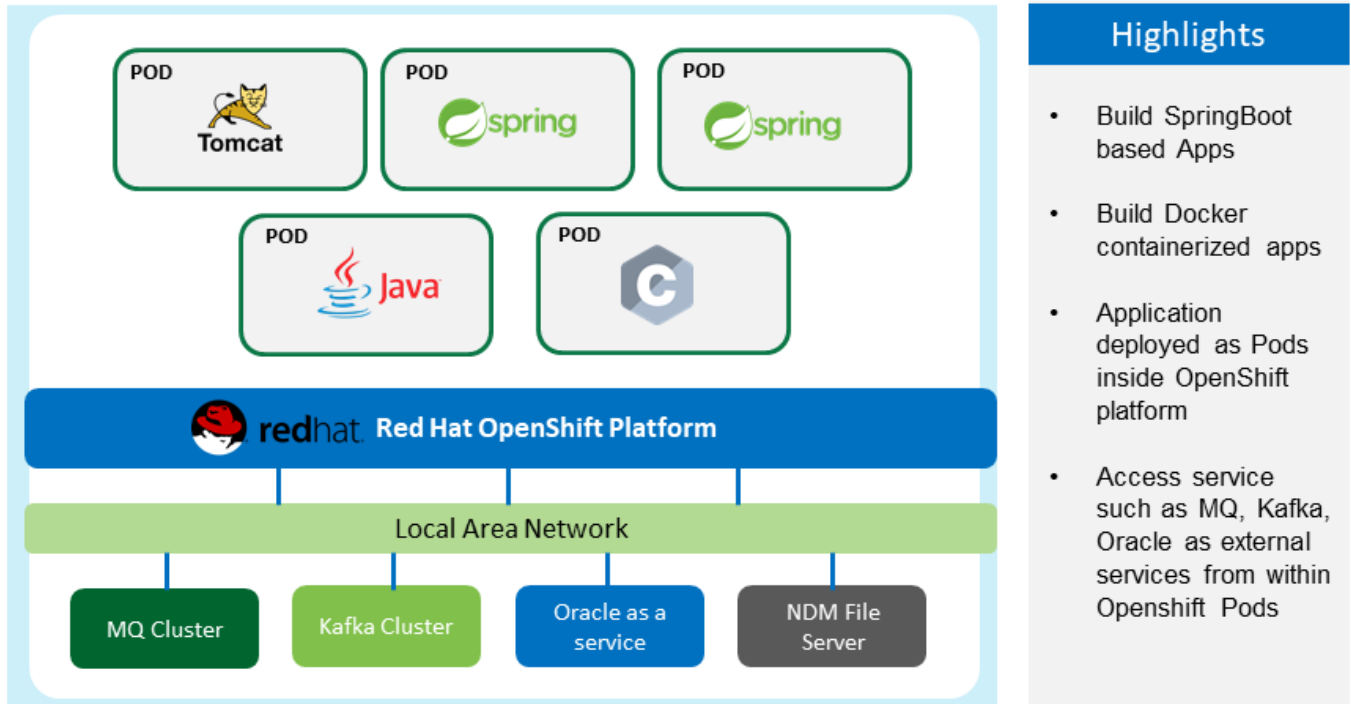 POD
Tomcat
POD
spring
POD
spring
POD
Java
POD
C
redhat. Red Hat OpenShift Platform
Local Area Network
MQ Cluster
Kafka Cluster
Oracle as a
service
NDM File
Server
Highlights
• Build SpringBoot
based Apps
• Build Docker
containerized apps
• Application
deployed as Pods
inside OpenShift
platform
• Access service
such as MQ, Kafka,
Oracle as external
services from within
Openshift Pods